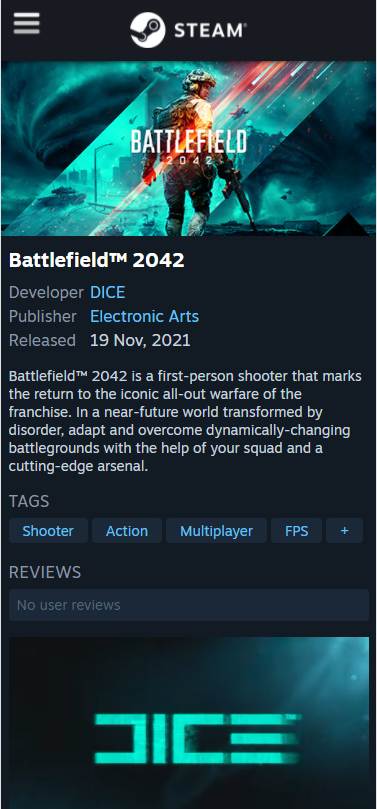 STEAM®
BATTLEFIELD
2042
Battlefield™ 2042
Developer DICE
Publisher Electronic Arts
Released 19 Nov, 2021
Battlefield™ 2042 is a first-person shooter that marks
the return to the iconic all-out warfare of the
franchise. In a near-future world transformed by
disorder, adapt and overcome dynamically-changing
battlegrounds with the help of your squad and a
cutting-edge arsenal.
TAGS
Shooter Action Multiplayer FPS +
REVIEWS
No user reviews
DICE